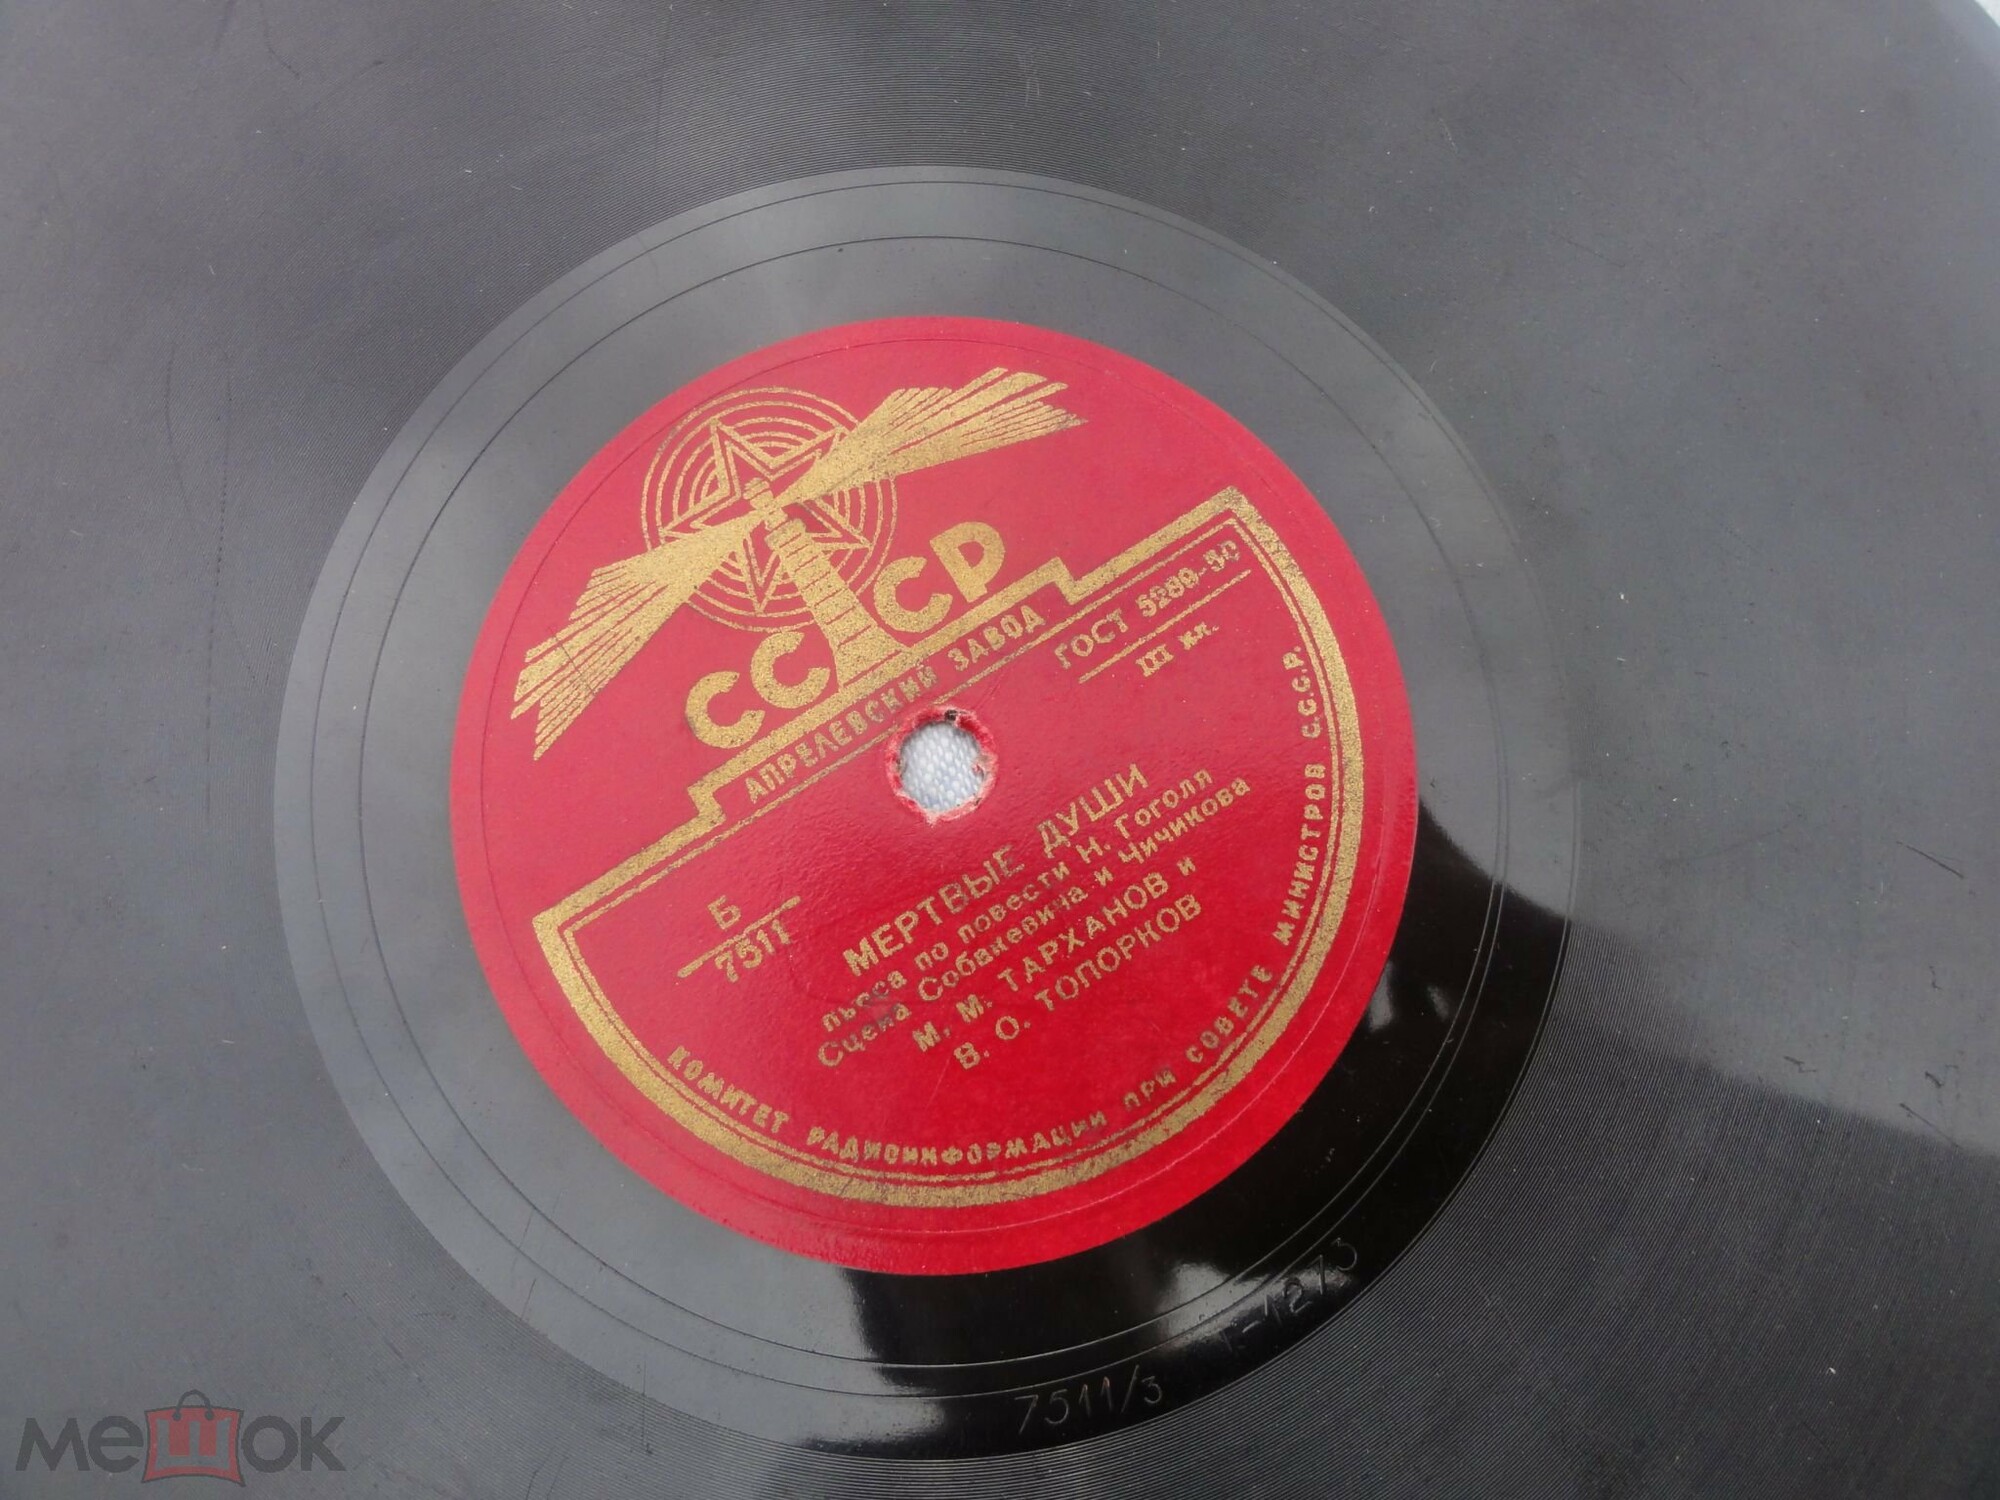 СССР
АПРЕЛЕВСКИЙ ЗАВОД
ГОСТ 5289-50
III кл.
Б
7511
МЕРТВЫЕ ДУШИ
пьеса по повести Н. Гоголя
Сцена Собакевича и Чичикова
М. М. ТАРХАНОВ и
В. О. ТОПОРКОВ
КОМИТЕТ РАДИОИНФОРМАЦИИ ПРИ СОВЕТЕ МИНИСТРОВ С.С.С.Р.
7511/3 Т-1273
мешок